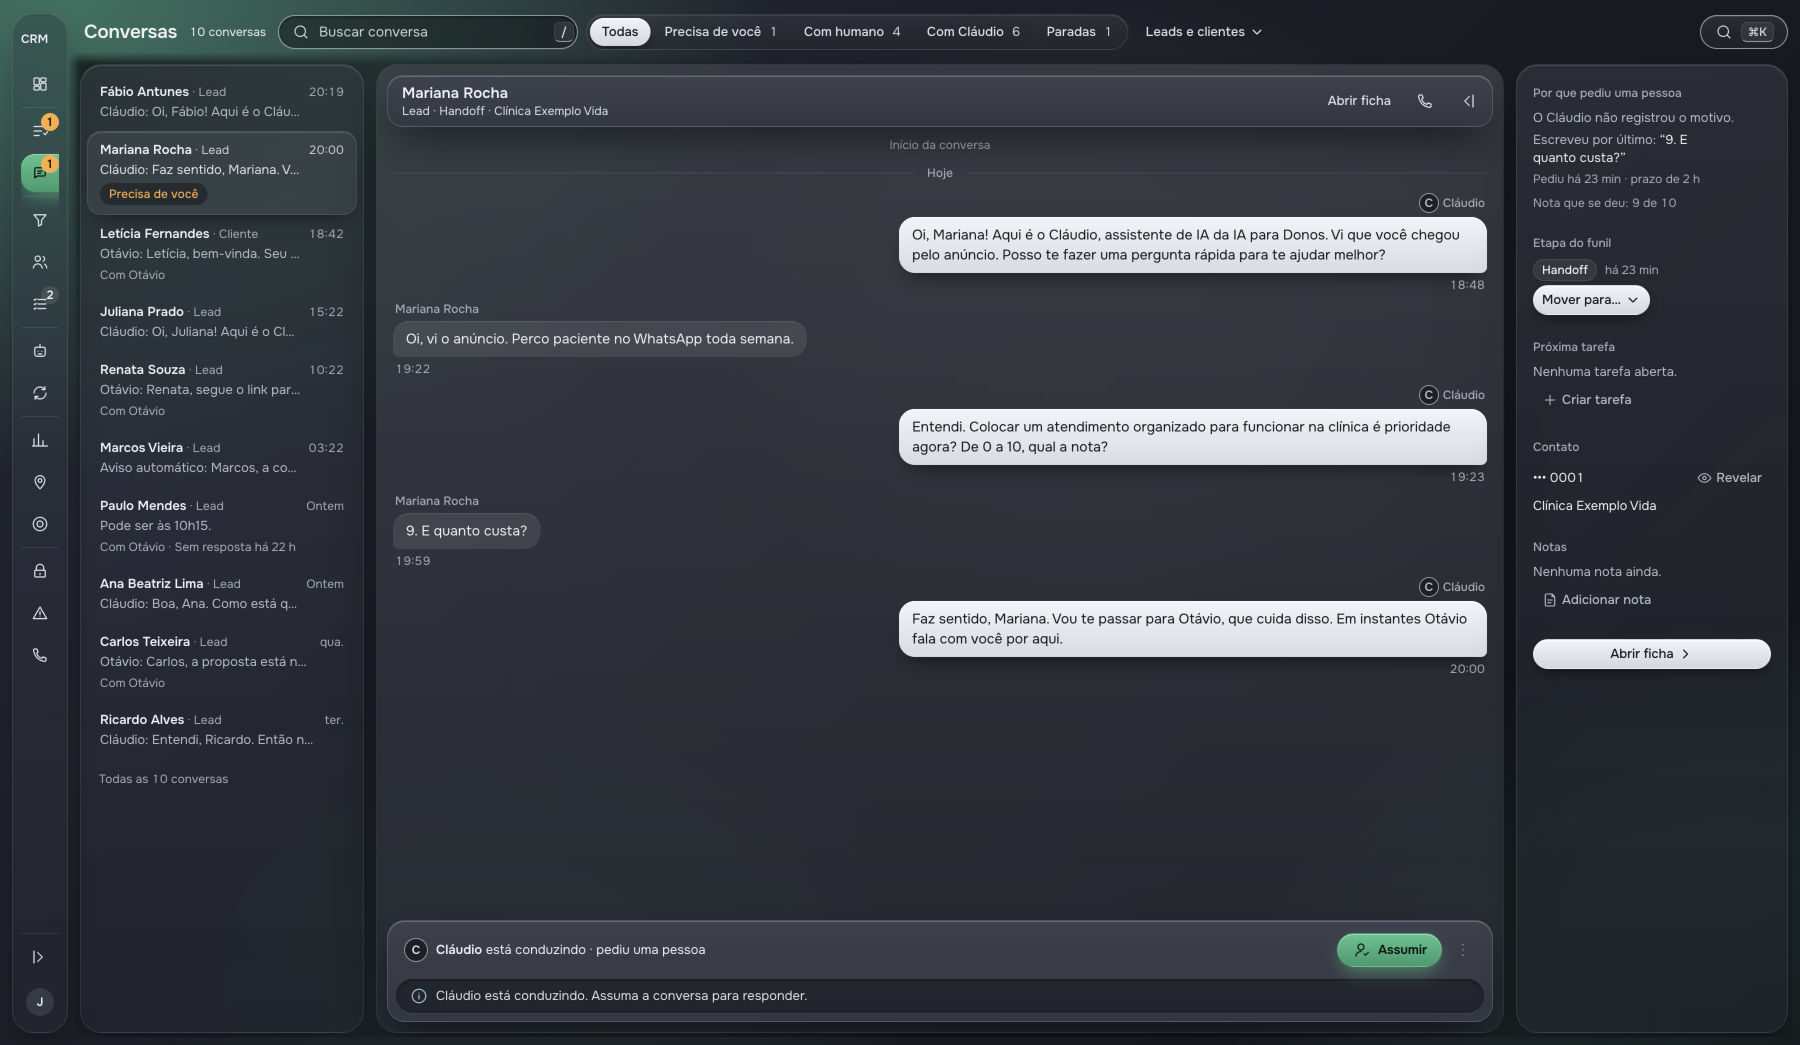 CRM
Conversas 10 conversas
Buscar conversa /
Todas
Precisa de você 1
Com humano 4
Com Cláudio 6
Paradas 1
Leads e clientes
⌘K
1
1
2
J
Fábio Antunes · Lead 20:19
Cláudio: Oi, Fábio! Aqui é o Cláu...
Mariana Rocha · Lead 20:00
Cláudio: Faz sentido, Mariana. V...
Precisa de você
Letícia Fernandes · Cliente 18:42
Otávio: Letícia, bem-vinda. Seu ...
Com Otávio
Juliana Prado · Lead 15:22
Cláudio: Oi, Juliana! Aqui é o Cl...
Renata Souza · Lead 10:22
Otávio: Renata, segue o link par...
Com Otávio
Marcos Vieira · Lead 03:22
Aviso automático: Marcos, a co...
Paulo Mendes · Lead Ontem
Pode ser às 10h15.
Com Otávio · Sem resposta há 22 h
Ana Beatriz Lima · Lead Ontem
Cláudio: Boa, Ana. Como está q...
Carlos Teixeira · Lead qua.
Otávio: Carlos, a proposta está n...
Com Otávio
Ricardo Alves · Lead ter.
Cláudio: Entendi, Ricardo. Então n...
Todas as 10 conversas
Mariana Rocha
Lead · Handoff · Clínica Exemplo Vida
Abrir ficha
Início da conversa
Hoje
C Cláudio
Oi, Mariana! Aqui é o Cláudio, assistente de IA da IA para Donos. Vi que você chegou
pelo anúncio. Posso te fazer uma pergunta rápida para te ajudar melhor?
18:48
Mariana Rocha
Oi, vi o anúncio. Perco paciente no WhatsApp toda semana.
19:22
C Cláudio
Entendi. Colocar um atendimento organizado para funcionar na clínica é prioridade
agora? De 0 a 10, qual a nota?
19:23
Mariana Rocha
9. E quanto custa?
19:59
C Cláudio
Faz sentido, Mariana. Vou te passar para Otávio, que cuida disso. Em instantes Otávio
fala com você por aqui.
20:00
C Cláudio está conduzindo · pediu uma pessoa
Assumir
Cláudio está conduzindo. Assuma a conversa para responder.
Por que pediu uma pessoa
O Cláudio não registrou o motivo.
Escreveu por último: “9. E
quanto custa?”
Pediu há 23 min · prazo de 2 h
Nota que se deu: 9 de 10
Etapa do funil
Handoff há 23 min
Mover para...
Próxima tarefa
Nenhuma tarefa aberta.
Criar tarefa
Contato
••• 0001 Revelar
Clínica Exemplo Vida
Notas
Nenhuma nota ainda.
Adicionar nota
Abrir ficha